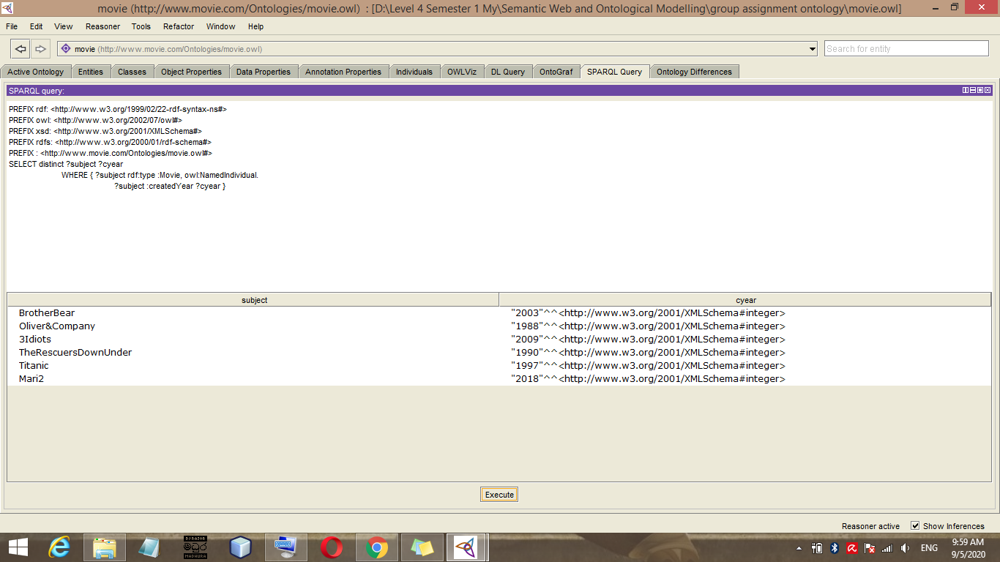 movie (http://www.movie.com/Ontologies/movie.owl) : [D:\Level 4 Semester 1 My\Semantic Web and Ontological Modelling\group assignment ontology\movie.owl]
File Edit View Reasoner Tools Refactor Window Help
movie (http://www.movie.com/Ontologies/movie.owl) Search for entity
Active Ontology Entities Classes Object Properties Data Properties Annotation Properties Individuals OWLViz DL Query OntoGraf SPARQL Query Ontology Differences
SPARQL query:
PREFIX rdf: <http://www.w3.org/1999/02/22-rdf-syntax-ns#>
PREFIX owl: <http://www.w3.org/2002/07/owl#>
PREFIX xsd: <http://www.w3.org/2001/XMLSchema#>
PREFIX rdfs: <http://www.w3.org/2000/01/rdf-schema#>
PREFIX : <http://www.movie.com/Ontologies/movie.owl#>
SELECT distinct ?subject ?cyear
WHERE { ?subject rdf:type :Movie, owl:NamedIndividual.
?subject :createdYear ?cyear }
subject cyear
BrotherBear "2003"^^<http://www.w3.org/2001/XMLSchema#integer>
Oliver&Company "1988"^^<http://www.w3.org/2001/XMLSchema#integer>
3Idiots "2009"^^<http://www.w3.org/2001/XMLSchema#integer>
TheRescuersDownUnder "1990"^^<http://www.w3.org/2001/XMLSchema#integer>
Titanic "1997"^^<http://www.w3.org/2001/XMLSchema#integer>
Mari2 "2018"^^<http://www.w3.org/2001/XMLSchema#integer>
Execute
Reasoner active Show Inferences
DJ RAZOR
මධුර
MADHURA
ENG
9:59 AM
9/5/2020